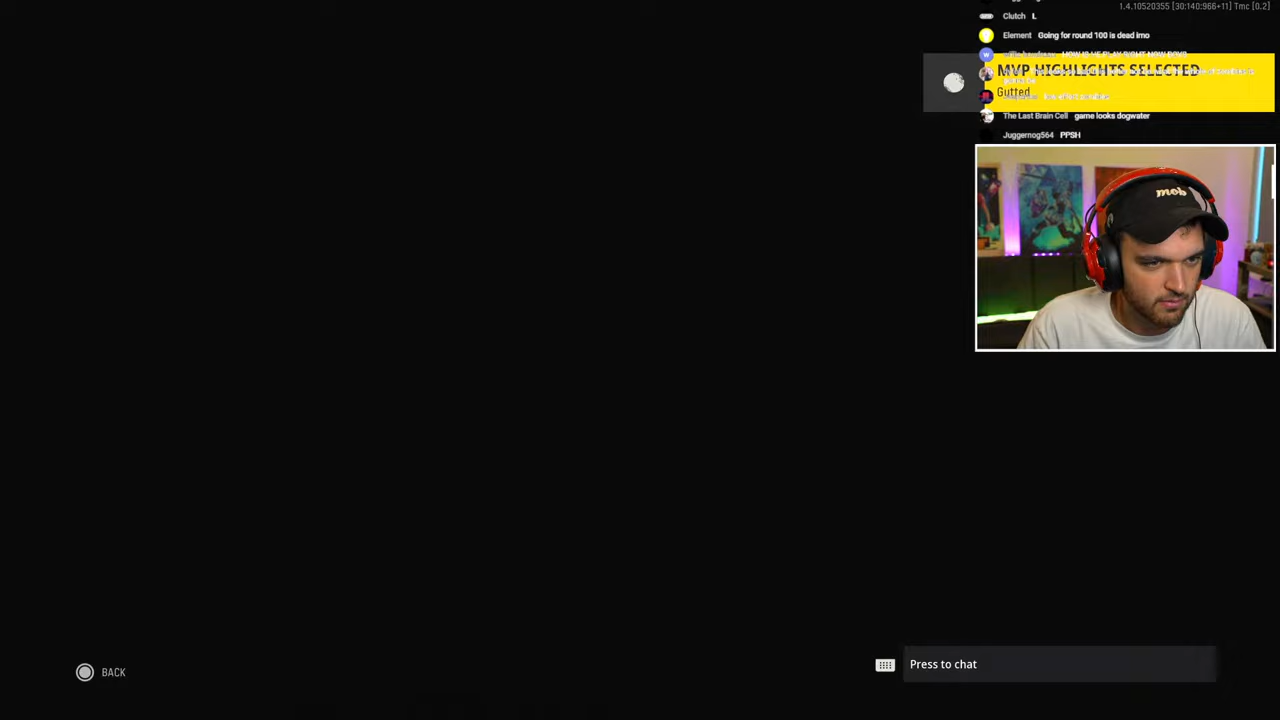 1.4.10520355 [30:140:966+11] Tmc [0.2]
Clutch L
Element Going for round 100 is dead imo
MVP HIGHLIGHTS SELECTED
Gutted
The Last Brain Cell game looks dogwater
Juggernog564 PPSH
mob
BACK
Press to chat